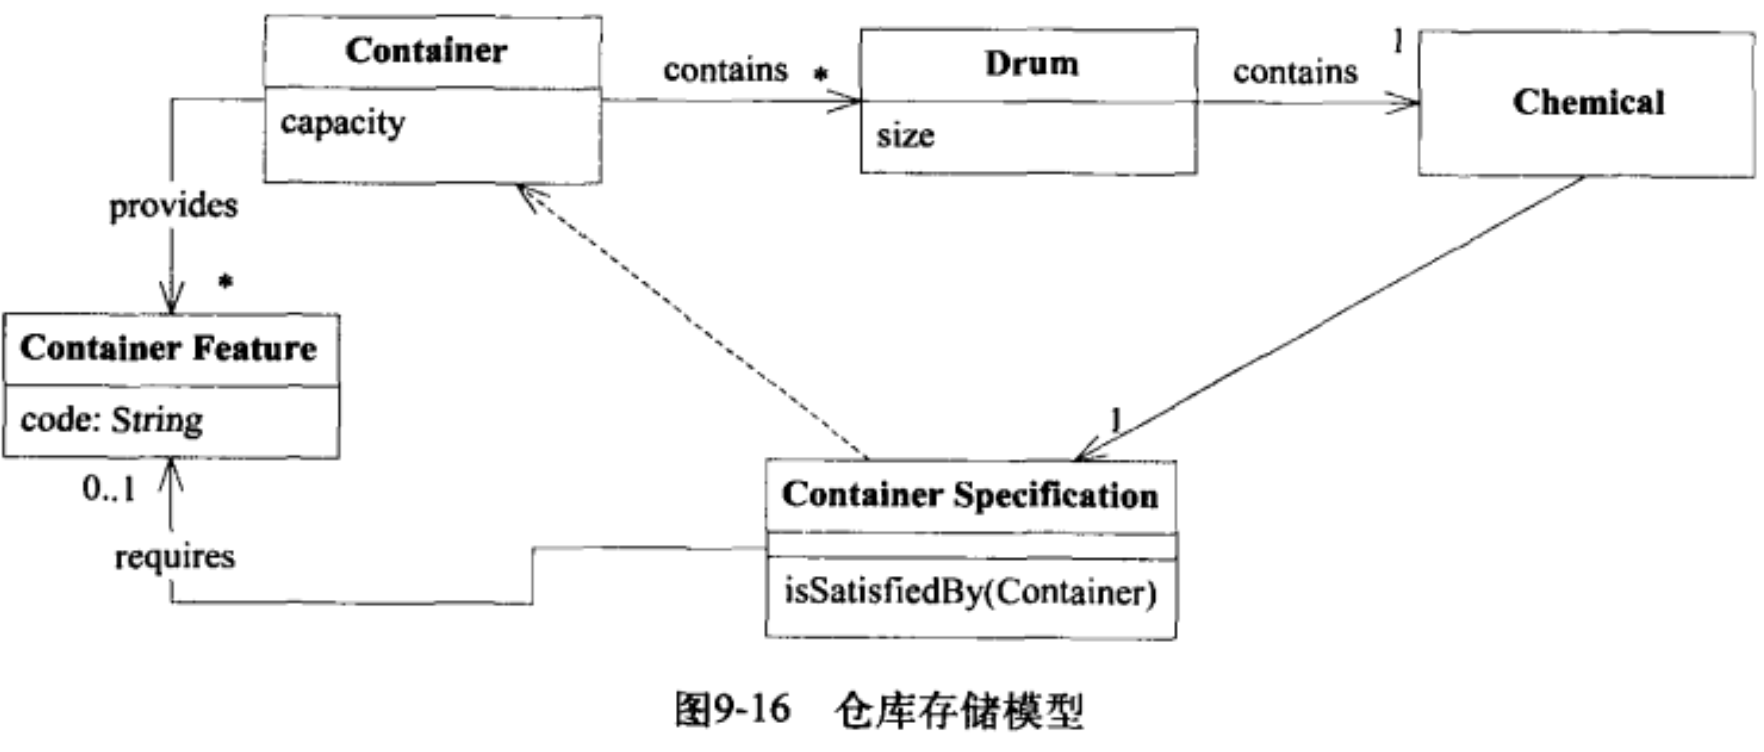 Container
capacity
contains *
Drum
size
contains
1
Chemical
provides
*
Container Feature
code: String
0..1
requires
1
Container Specification
isSatisfiedBy(Container)
图9-16 仓库存储模型